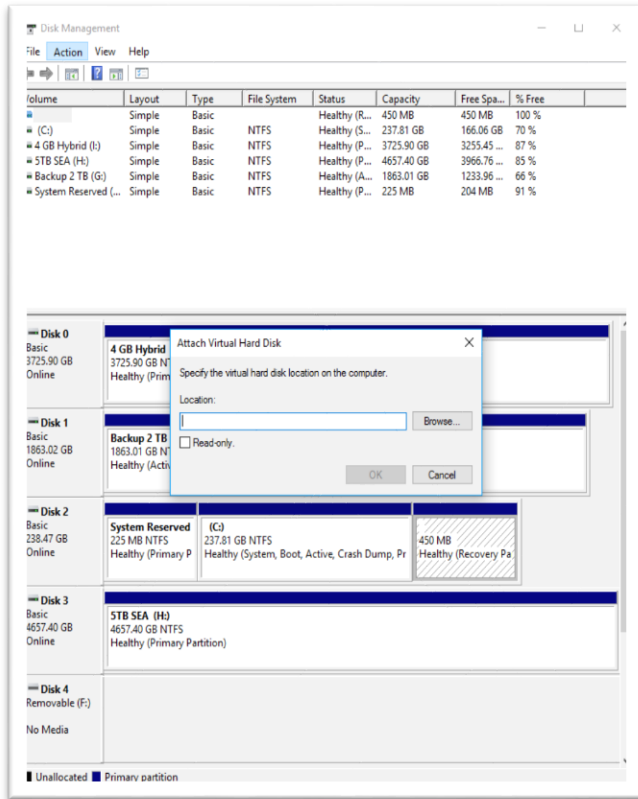 Disk Management
File Action View Help
Volume Layout Type File System Status Capacity Free Spa... % Free
Simple Basic Healthy (R... 450 MB 450 MB 100 %
(C:) Simple Basic NTFS Healthy (S... 237.81 GB 166.06 GB 70 %
4 GB Hybrid (I:) Simple Basic NTFS Healthy (P... 3725.90 GB 3255.45 ... 87 %
5TB SEA (H:) Simple Basic NTFS Healthy (P... 4657.40 GB 3966.76 ... 85 %
Backup 2 TB (G:) Simple Basic NTFS Healthy (A... 1863.01 GB 1233.96 ... 66 %
System Reserved (... Simple Basic NTFS Healthy (P... 225 MB 204 MB 91 %
Disk 0
Basic
3725.90 GB
Online
4 GB Hybrid
3725.90 GB NT
Healthy (Prim
Attach Virtual Hard Disk
Specify the virtual hard disk location on the computer.
Location:
Browse...
Read-only.
OK Cancel
Disk 1
Basic
1863.02 GB
Online
Backup 2 TB
1863.01 GB N
Healthy (Activ
Disk 2
Basic
238.47 GB
Online
System Reserved
225 MB NTFS
Healthy (Primary P
(C:)
237.81 GB NTFS
Healthy (System, Boot, Active, Crash Dump, Pr
450 MB
Healthy (Recovery Pa
Disk 3
Basic
4657.40 GB
Online
5TB SEA (H:)
4657.40 GB NTFS
Healthy (Primary Partition)
Disk 4
Removable (F:)
No Media
Unallocated Primary partition